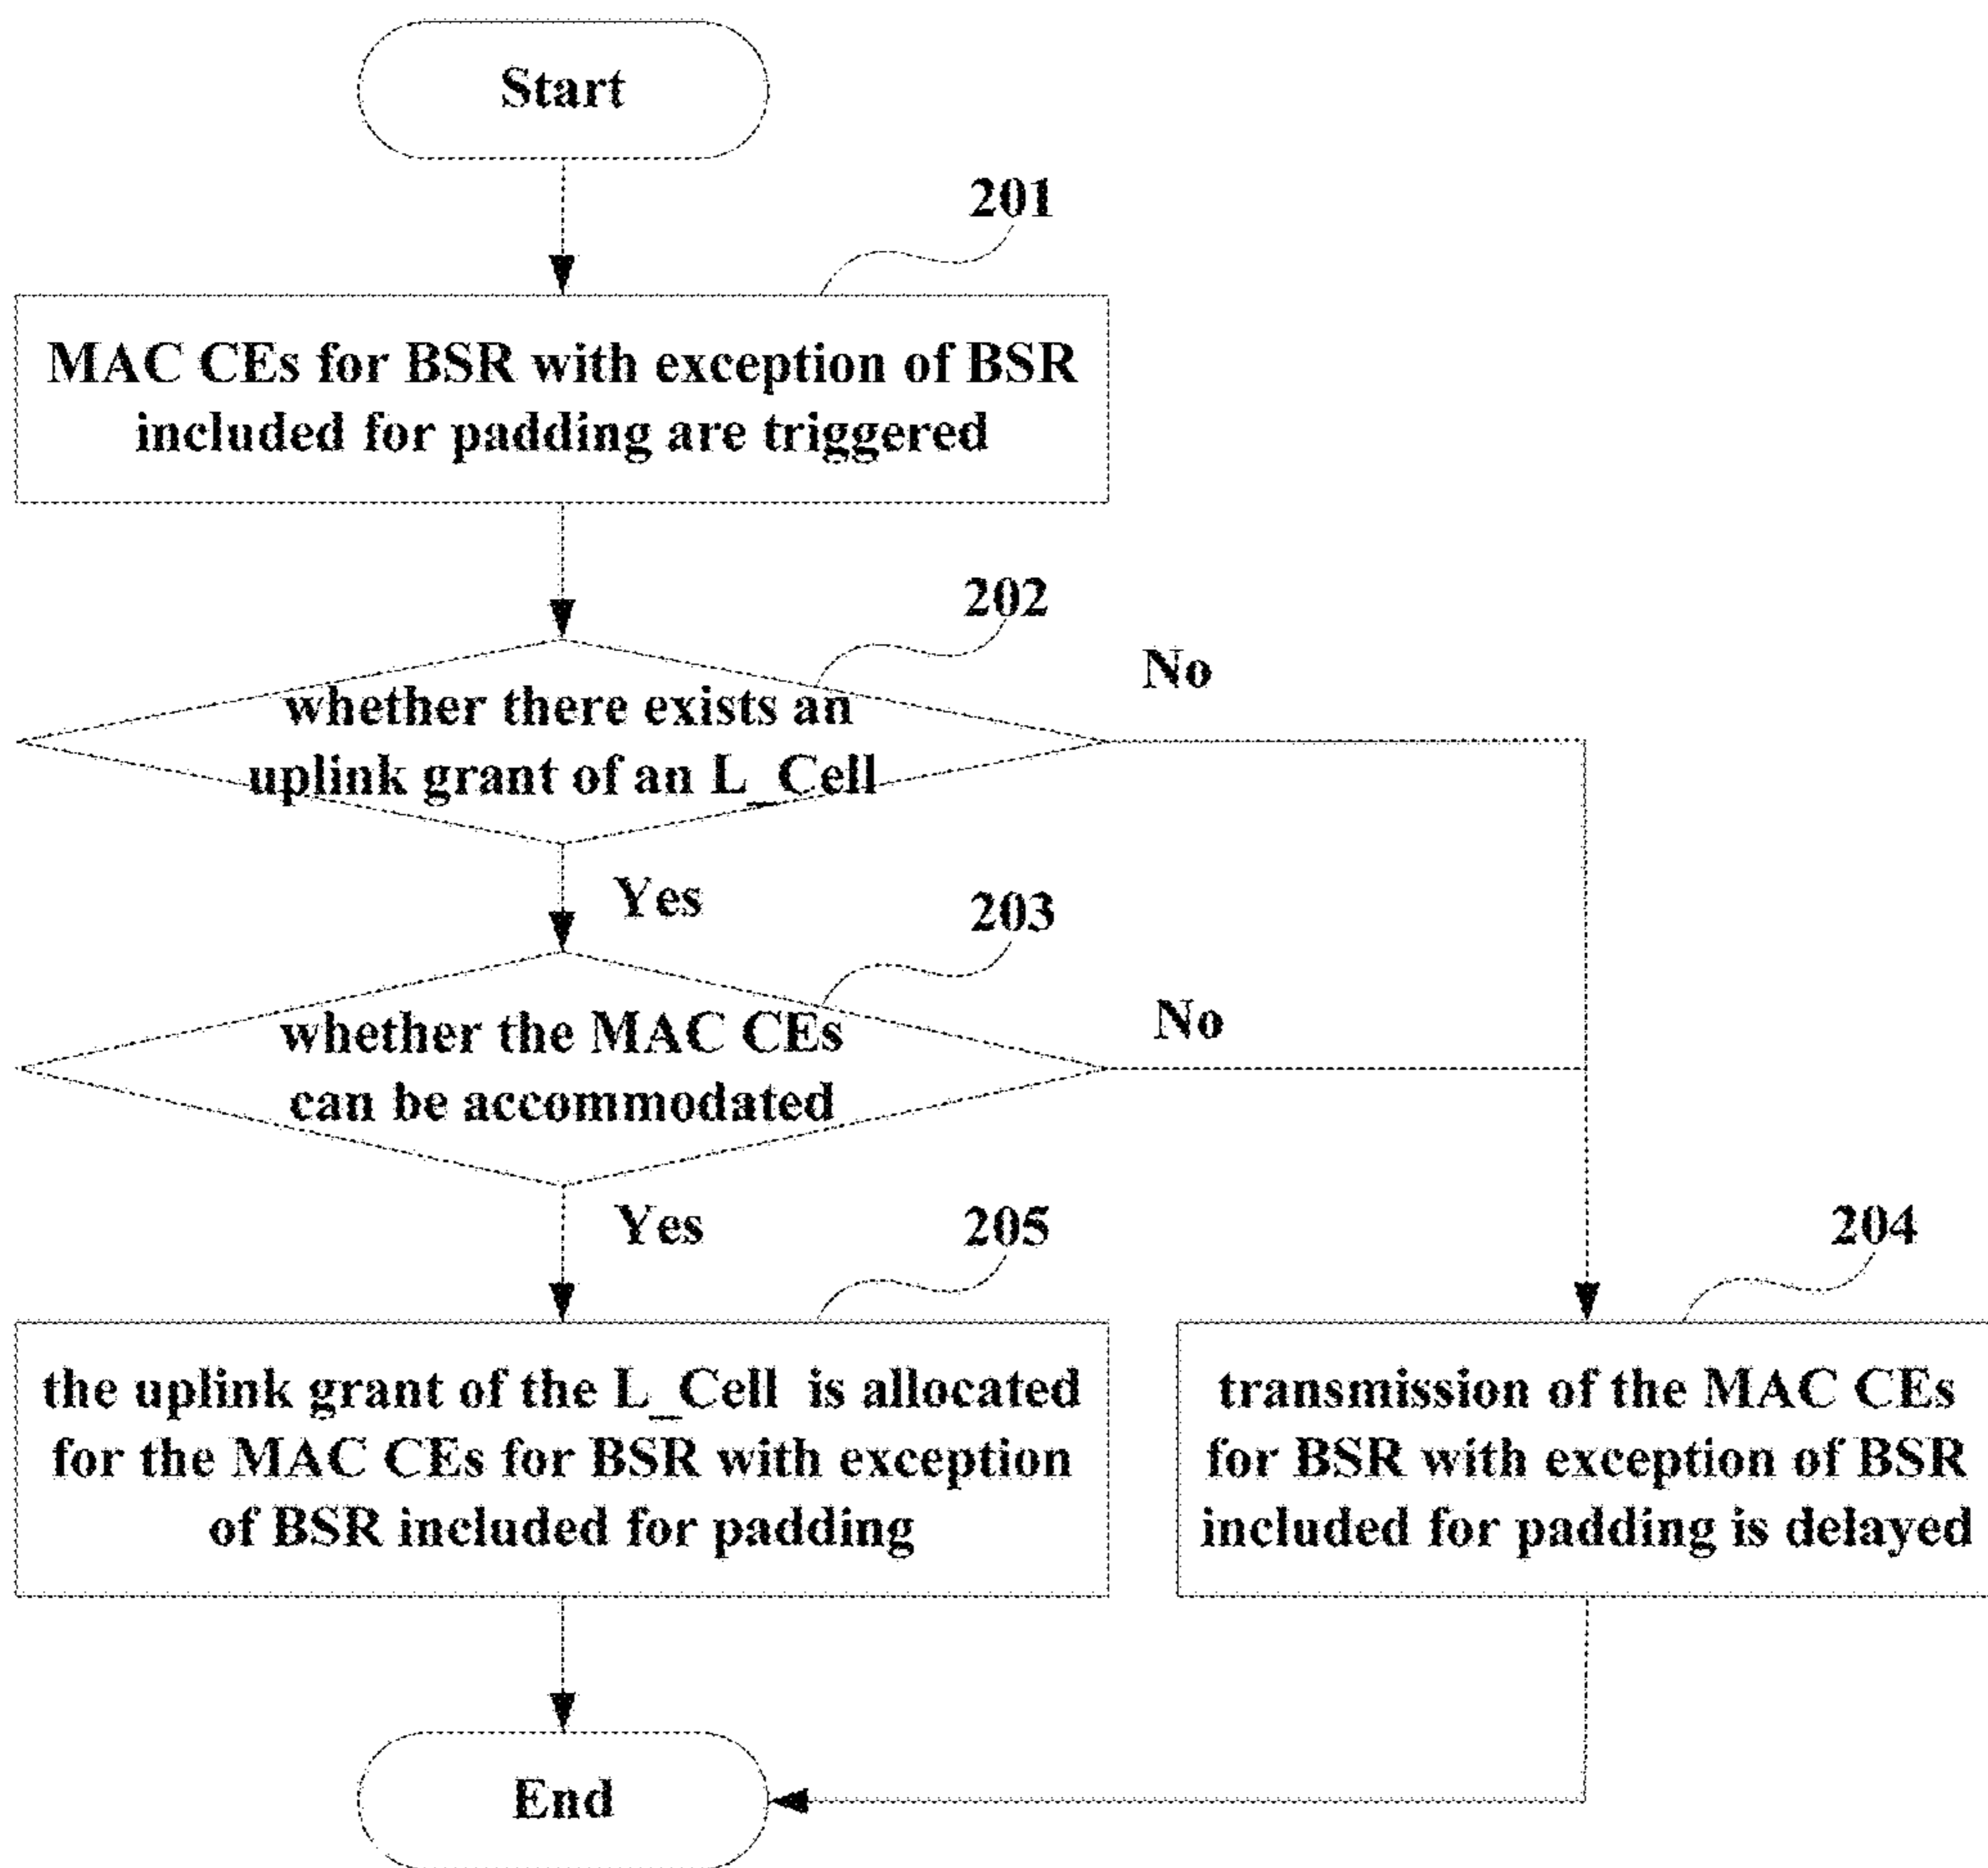 Start
201
MAC CEs for BSR with exception of BSR
included for padding are triggered
202
No
whether there exists an
uplink grant of an L_Cell
Yes
203
whether the MAC CEs
can be accommodated
No
Yes
205
204
the uplink grant of the L_Cell is allocated
for the MAC CEs for BSR with exception
of BSR included for padding
transmission of the MAC CEs
for BSR with exception of BSR
included for padding is delayed
End